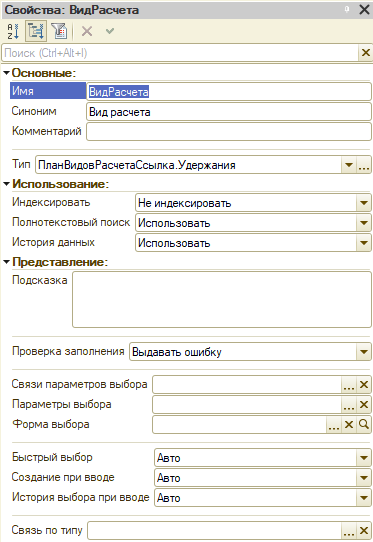 Свойства: ВидРасчета
Поиск (Ctrl+Alt+I)
Основные:
Имя ВидРасчета
Синоним Вид расчета
Комментарий
Тип ПланВидовРасчетаСсылка.Удержания
Использование:
Индексировать Не индексировать
Полнотекстовый поиск Использовать
История данных Использовать
Представление:
Подсказка
Проверка заполнения Выдавать ошибку
Связи параметров выбора
Параметры выбора
Форма выбора
Быстрый выбор Авто
Создание при вводе Авто
История выбора при вводе Авто
Связь по типу